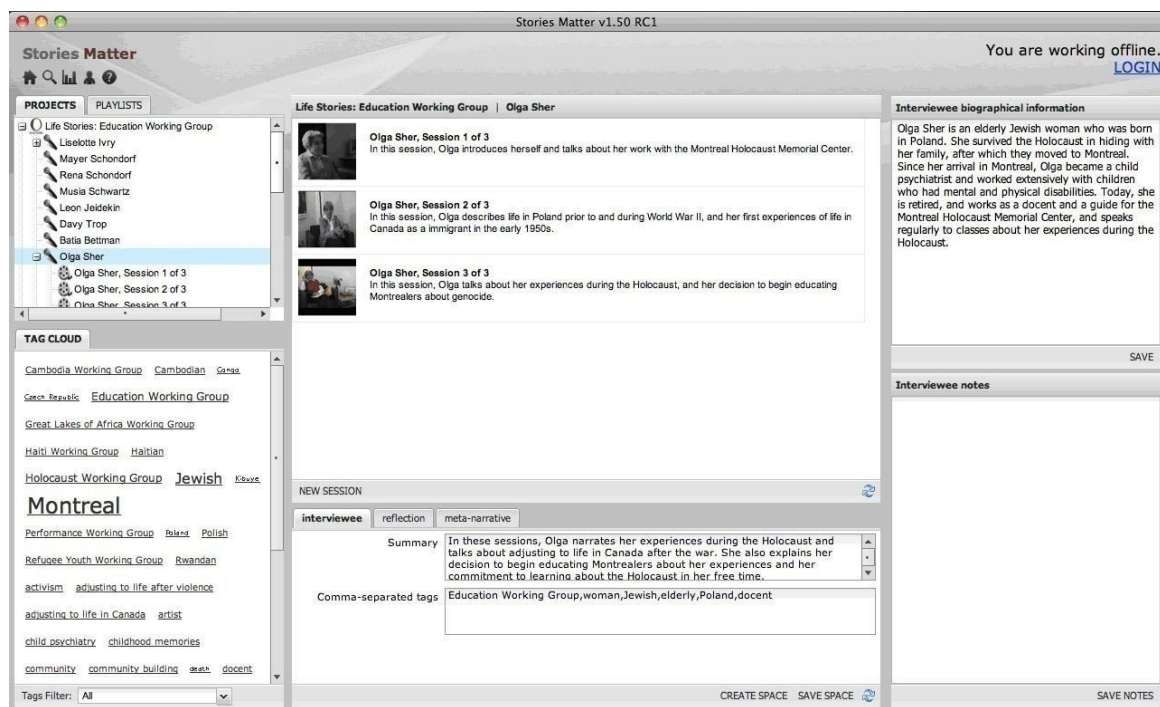 Stories Matter v1.50 RC1
Stories Matter
You are working offline.
LOGIN
PROJECTS PLAYLISTS
Life Stories: Education Working Group
Liselotte Ivry
Mayer Schondorf
Rena Schondorf
Musia Schwartz
Leon Jeidekin
Davy Trop
Batia Bettman
Olga Sher
Olga Sher, Session 1 of 3
Olga Sher, Session 2 of 3
Olga Sher, Session 3 of 3
TAG CLOUD
Cambodia Working Group Cambodian Congo
Czech Republic Education Working Group
Great Lakes of Africa Working Group
Haiti Working Group Haitian
Holocaust Working Group Jewish Kibuye
Montreal
Performance Working Group Poland Polish
Refugee Youth Working Group Rwandan
activism adjusting to life after violence
adjusting to life in Canada artist
child psychiatry childhood memories
community community building death docent
Tags Filter: All
Life Stories: Education Working Group | Olga Sher
Olga Sher, Session 1 of 3
In this session, Olga introduces herself and talks about her work with the Montreal Holocaust Memorial Center.
Olga Sher, Session 2 of 3
In this session, Olga describes life in Poland prior to and during World War II, and her first experiences of life in
Canada as a immigrant in the early 1950s.
Olga Sher, Session 3 of 3
In this session, Olga talks about her experiences during the Holocaust, and her decision to begin educating
Montrealers about genocide.
NEW SESSION
interviewee reflection meta-narrative
Summary
In these sessions, Olga narrates her experiences during the Holocaust and
talks about adjusting to life in Canada after the war. She also explains her
decision to begin educating Montrealers about her experiences and her
commitment to learning about the Holocaust in her free time.
Comma-separated tags
Education Working Group,woman,Jewish,elderly,Poland,docent
CREATE SPACE SAVE SPACE
Interviewee biographical information
Olga Sher is an elderly Jewish woman who was born
in Poland. She survived the Holocaust in hiding with
her family, after which they moved to Montreal.
Since her arrival in Montreal, Olga became a child
psychiatrist and worked extensively with children
who had mental and physical disabilities. Today, she
is retired, and works as a docent and a guide for the
Montreal Holocaust Memorial Center, and speaks
regularly to classes about her experiences during the
Holocaust.
SAVE
Interviewee notes
SAVE NOTES